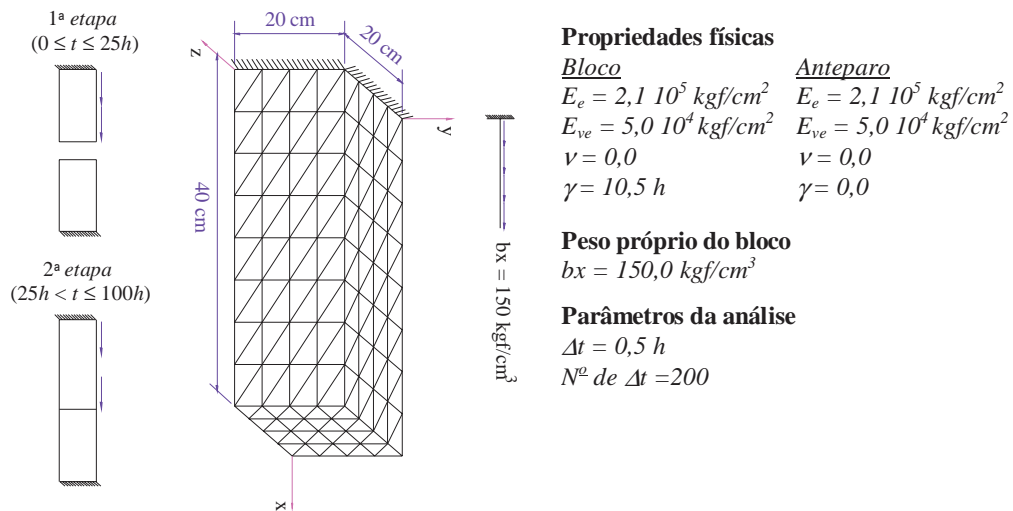 1ª etapa
(0 ≤ t ≤ 25h)
2ª etapa
(25h < t ≤ 100h)
20 cm
20 cm
z
y
40 cm
x
bx = 150 kgf/cm³
Propriedades físicas
Bloco Anteparo
Eₑ = 2,1 10⁵ kgf/cm² Eₑ = 2,1 10⁵ kgf/cm²
Eᵥₑ = 5,0 10⁴ kgf/cm² Eᵥₑ = 5,0 10⁴ kgf/cm²
ν = 0,0 ν = 0,0
γ = 10,5 h γ = 0,0
Peso próprio do bloco
bx = 150,0 kgf/cm³
Parâmetros da análise
Δt = 0,5 h
Nº de Δt =200